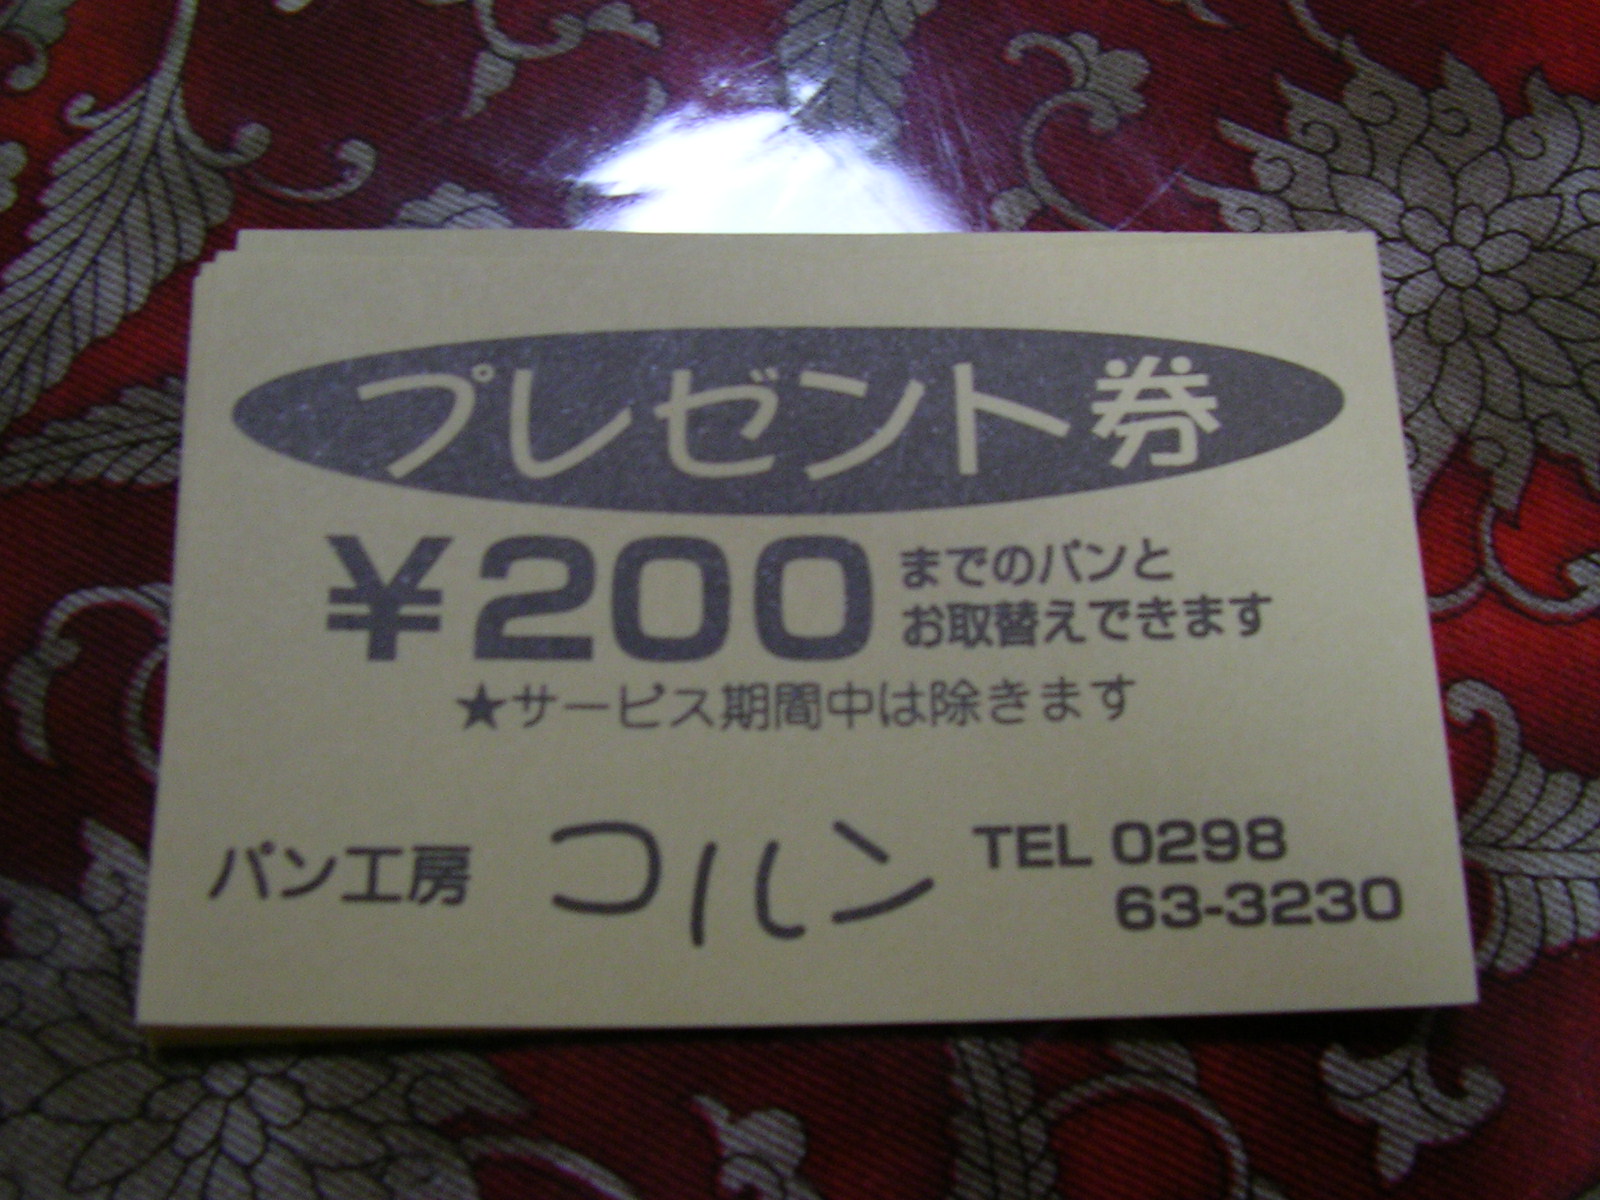 プレゼント券
¥200 までのパンと
お取替えできます
★サービス期間中は除きます
パン工房 コルン TEL 0298
63-3230